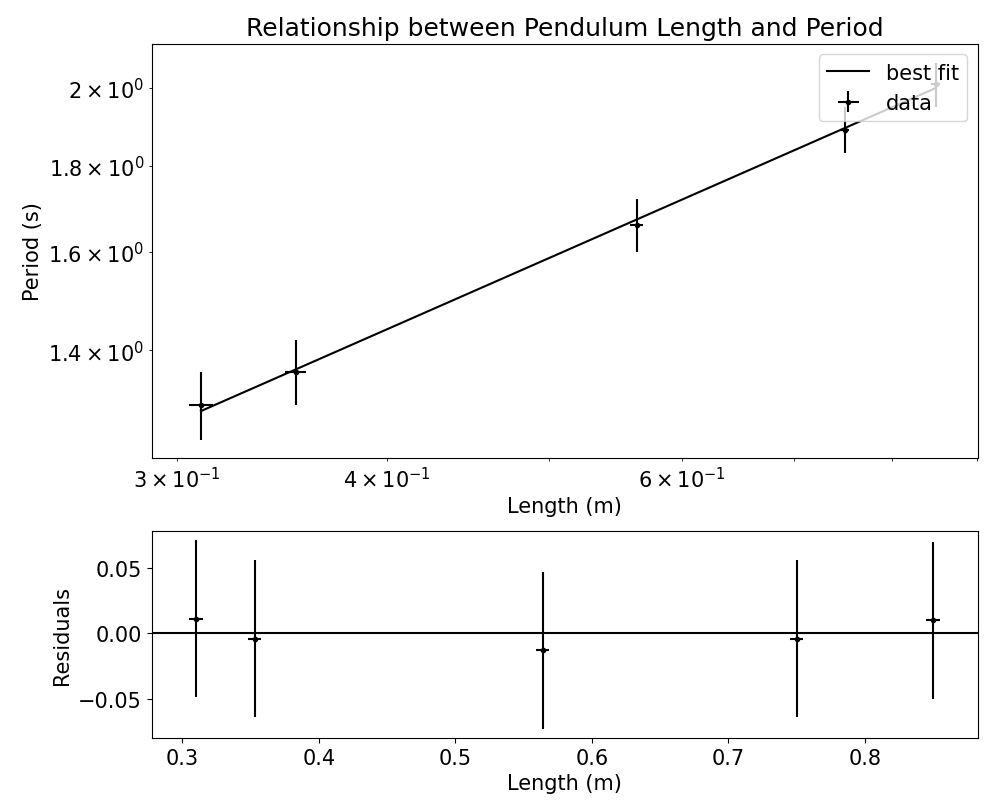 Relationship between Pendulum Length and Period
best fit
data
2 × 10⁰
1.8 × 10⁰
1.6 × 10⁰
1.4 × 10⁰
Period (s)
3 × 10⁻¹ 4 × 10⁻¹ 6 × 10⁻¹
Length (m)
0.05
0.00
−0.05
Residuals
0.3 0.4 0.5 0.6 0.7 0.8
Length (m)